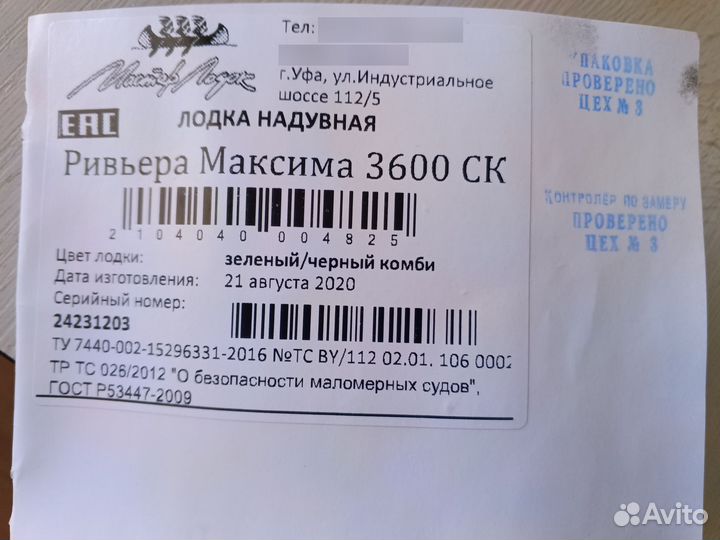 Тел:
Мастер Лодок
г.Уфа, ул.Индустриальное
шоссе 112/5
EAC
ЛОДКА НАДУВНАЯ
Ривьера Максима 3600 СК
2104040004825
Цвет лодки: зеленый/черный комби
Дата изготовления: 21 августа 2020
Серийный номер:
24231203
ТУ 7440-002-15296331-2016 №ТС BY/112 02.01. 106 0002
ТР ТС 026/2012 "О безопасности маломерных судов",
ГОСТ Р53447-2009
УПАКОВКА
ПРОВЕРЕНО
ЦЕХ № 3
КОНТРОЛЕР ПО ЗАМЕРУ
ПРОВЕРЕНО
ЦЕХ № 3
Avito